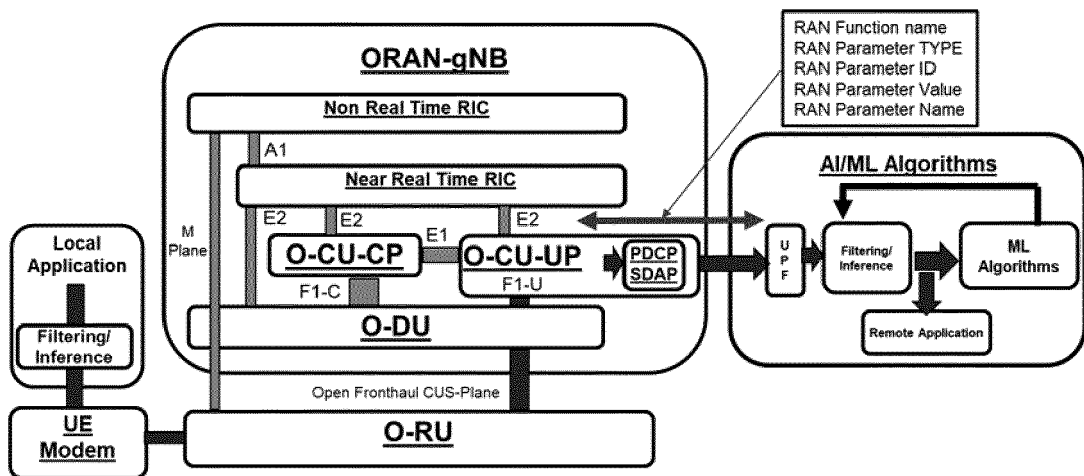 RAN Function name
RAN Parameter TYPE
RAN Parameter ID
RAN Parameter Value
RAN Parameter Name
ORAN-gNB
Non Real Time RIC
A1
Near Real Time RIC
M
Plane
E2
E2
E2
E1
O-CU-CP
O-CU-UP
PDCP
SDAP
F1-C
F1-U
O-DU
Open Fronthaul CUS-Plane
O-RU
Local
Application
Filtering/
Inference
UE
Modem
AI/ML Algorithms
U
P
F
Filtering/
Inference
ML
Algorithms
Remote Application